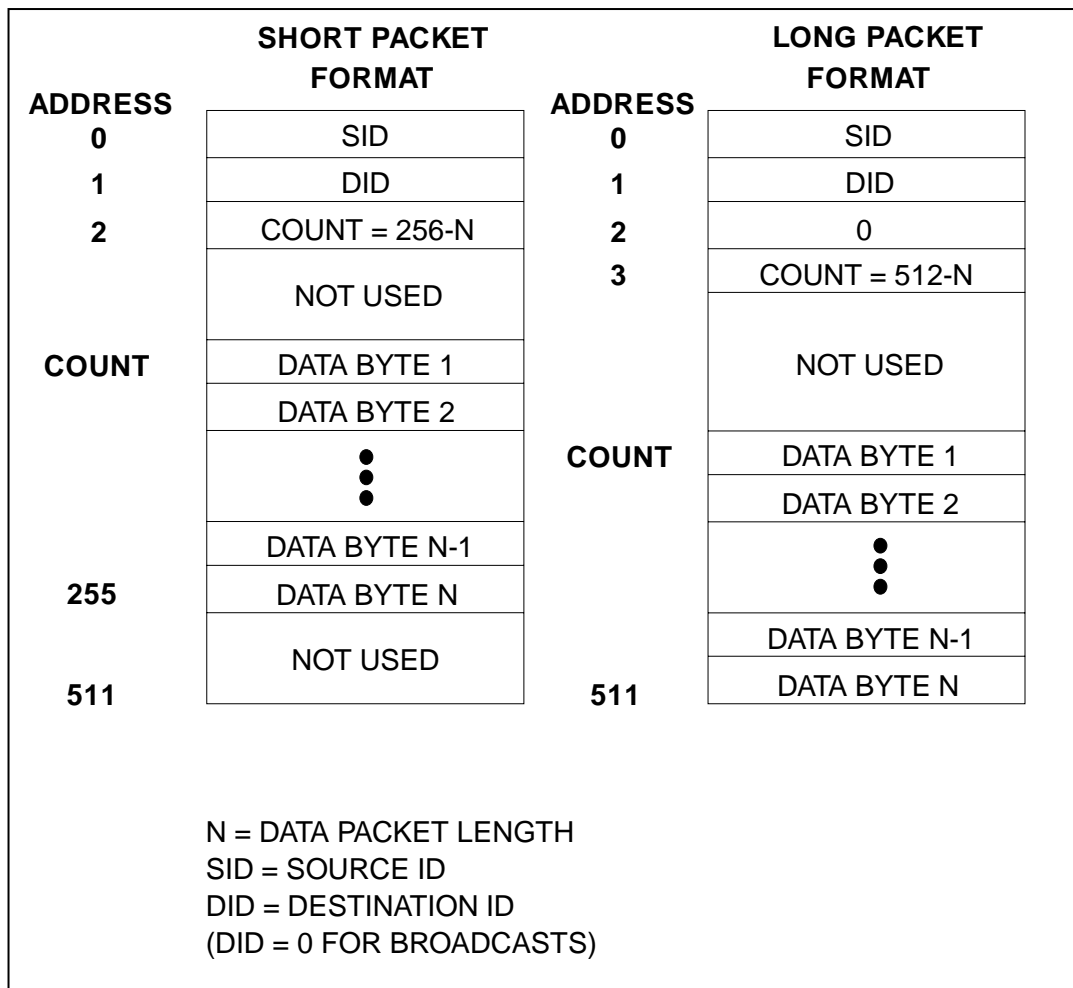 SHORT PACKET
FORMAT
ADDRESS
0 SID
1 DID
2 COUNT = 256-N
NOT USED
COUNT DATA BYTE 1
DATA BYTE 2
DATA BYTE N-1
255 DATA BYTE N
NOT USED
511
LONG PACKET
FORMAT
ADDRESS
0 SID
1 DID
2 0
3 COUNT = 512-N
NOT USED
COUNT DATA BYTE 1
DATA BYTE 2
DATA BYTE N-1
511 DATA BYTE N
N = DATA PACKET LENGTH
SID = SOURCE ID
DID = DESTINATION ID
(DID = 0 FOR BROADCASTS)